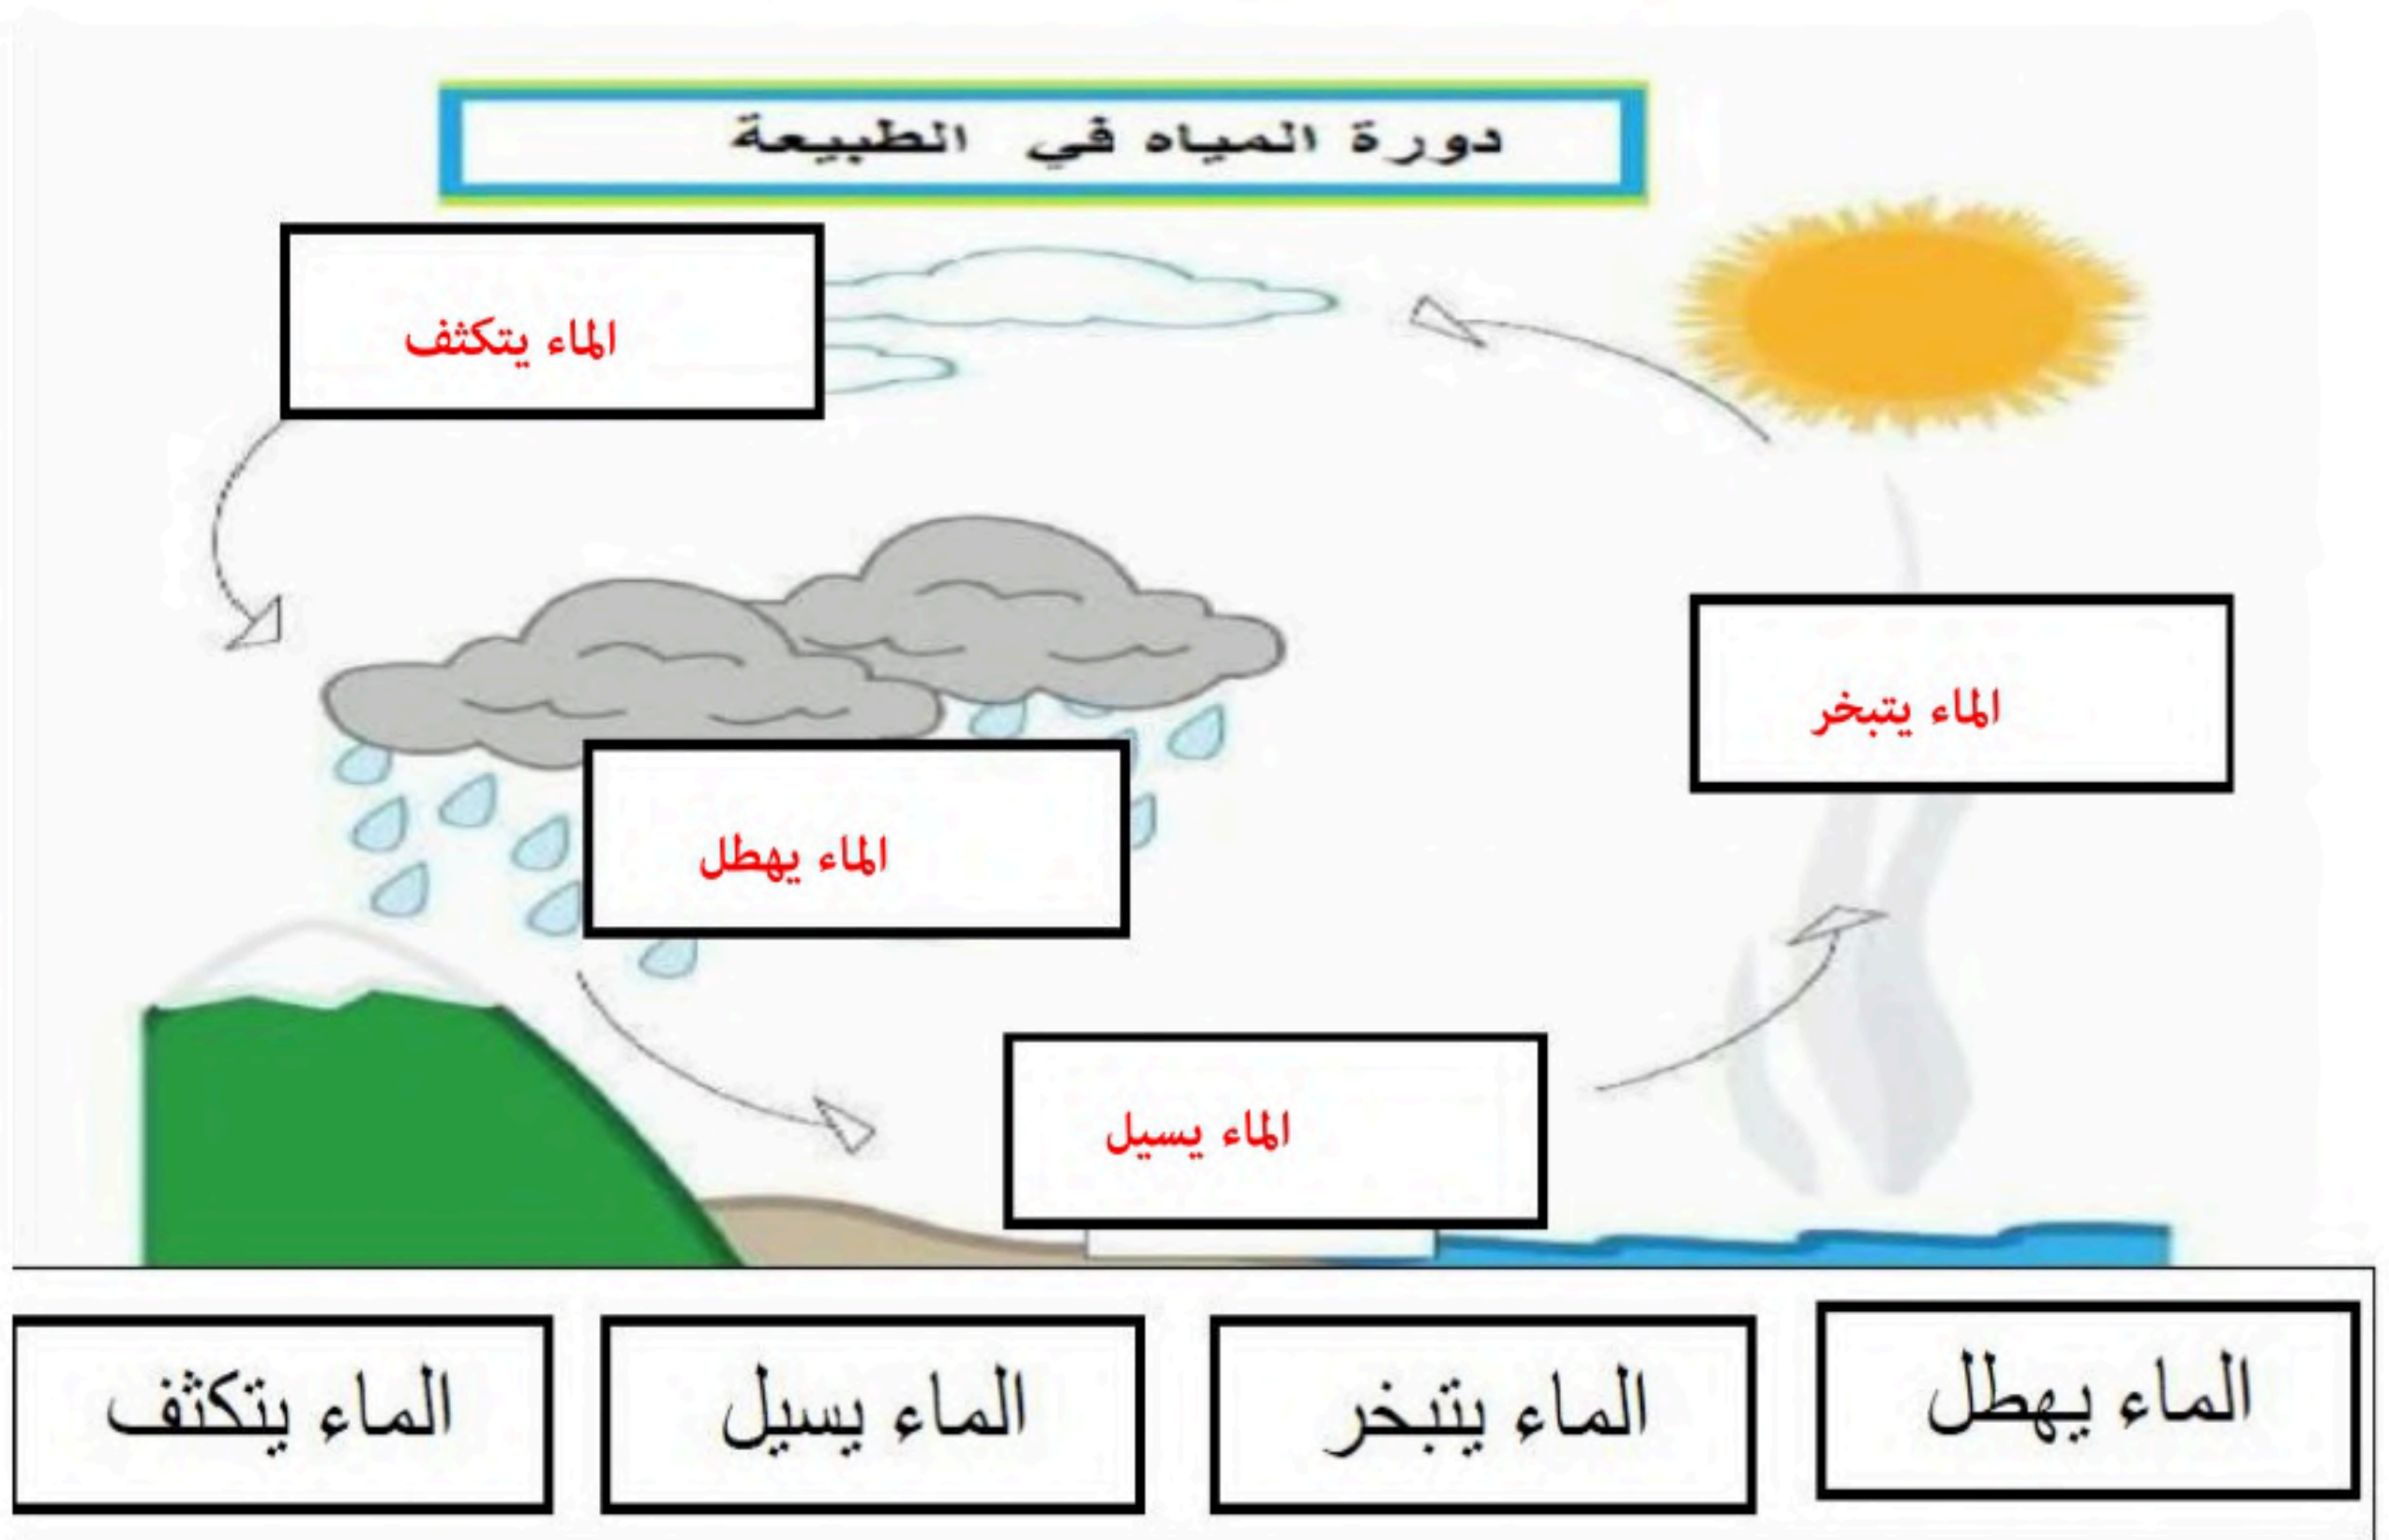 دورة المياه في الطبيعة
الماء يتكثف
الماء يتبخر
الماء يهطل
الماء يسيل
الماء يهطل
الماء يتبخر
الماء يسيل
الماء يتكثف